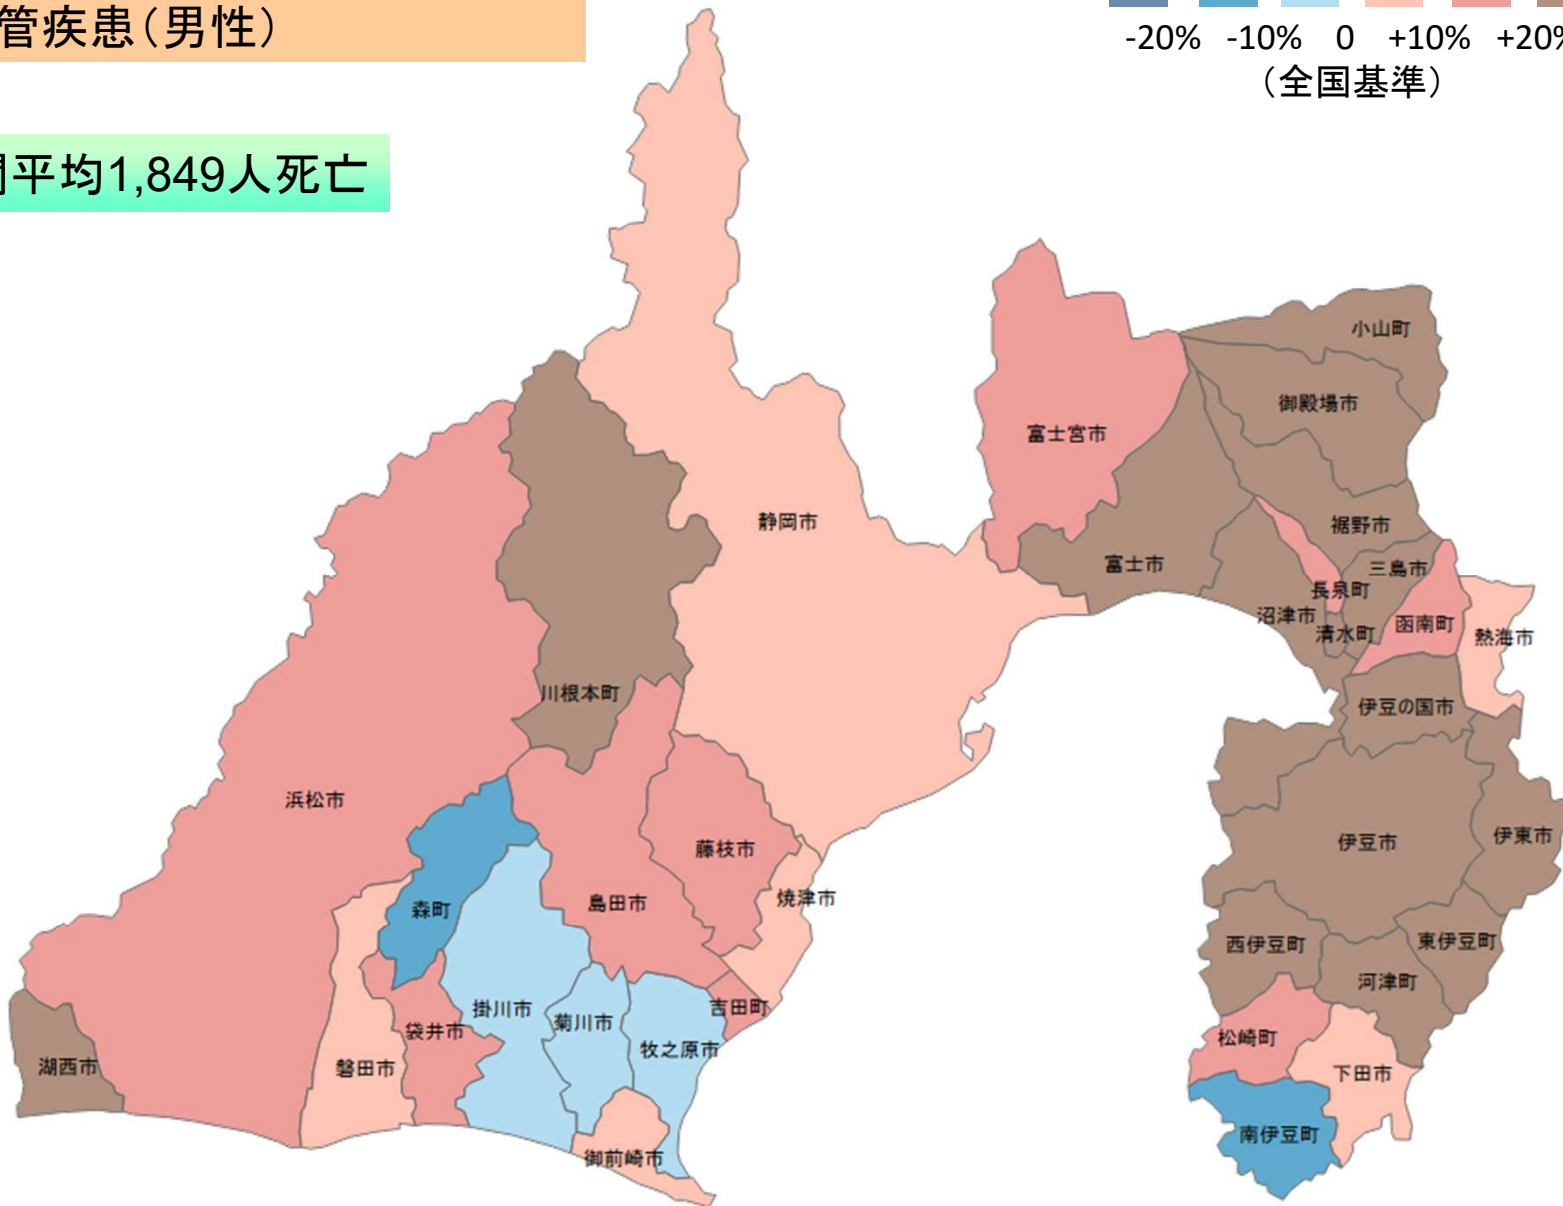 管疾患（男性）
-20% -10% 0 +10% +20%
（全国基準）
間平均1,849人死亡
小山町
御殿場市
富士宮市
静岡市
裾野市
富士市
三島市
長泉町
沼津市
函南町
清水町
熱海市
川根本町
伊豆の国市
浜松市
伊東市
伊豆市
藤枝市
焼津市
島田市
森町
東伊豆町
西伊豆町
河津町
掛川市
吉田町
菊川市
袋井市
松崎町
牧之原市
湖西市
磐田市
下田市
南伊豆町
御前崎市